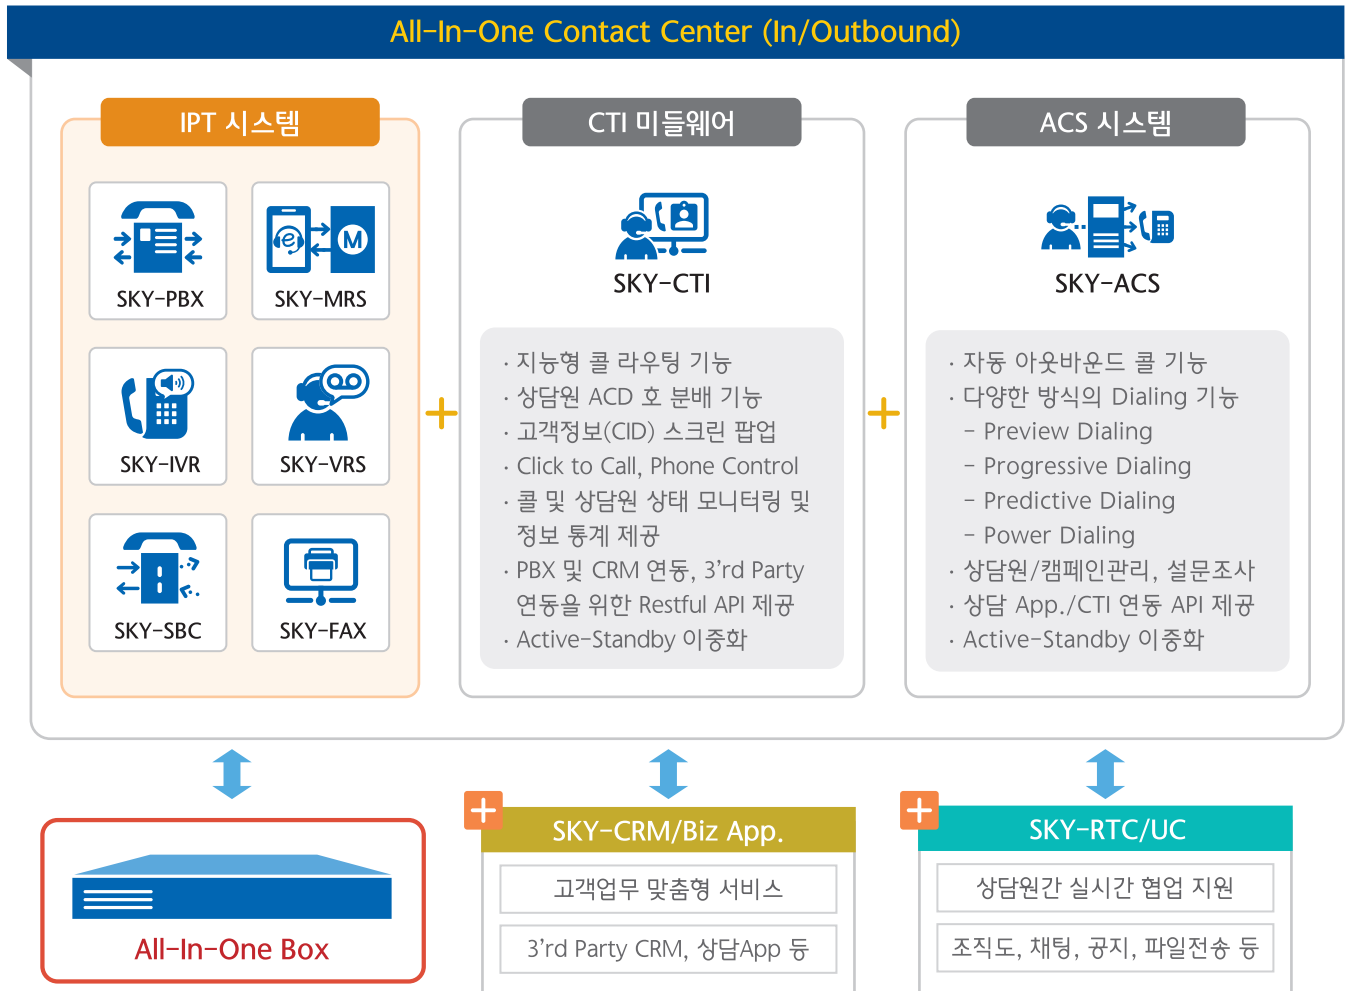 All-In-One Contact Center (In/Outbound)
IPT 시스템
SKY-PBX
SKY-MRS
SKY-IVR
SKY-VRS
SKY-SBC
SKY-FAX
CTI 미들웨어
SKY-CTI
· 지능형 콜 라우팅 기능
· 상담원 ACD 호 분배 기능
· 고객정보(CID) 스크린 팝업
· Click to Call, Phone Control
· 콜 및 상담원 상태 모니터링 및
정보 통계 제공
· PBX 및 CRM 연동, 3'rd Party
연동을 위한 Restful API 제공
· Active-Standby 이중화
ACS 시스템
SKY-ACS
· 자동 아웃바운드 콜 기능
· 다양한 방식의 Dialing 기능
- Preview Dialing
- Progressive Dialing
- Predictive Dialing
- Power Dialing
· 상담원/캠페인관리, 설문조사
· 상담 App./CTI 연동 API 제공
· Active-Standby 이중화
All-In-One Box
SKY-CRM/Biz App.
고객업무 맞춤형 서비스
3'rd Party CRM, 상담App 등
SKY-RTC/UC
상담원간 실시간 협업 지원
조직도, 채팅, 공지, 파일전송 등